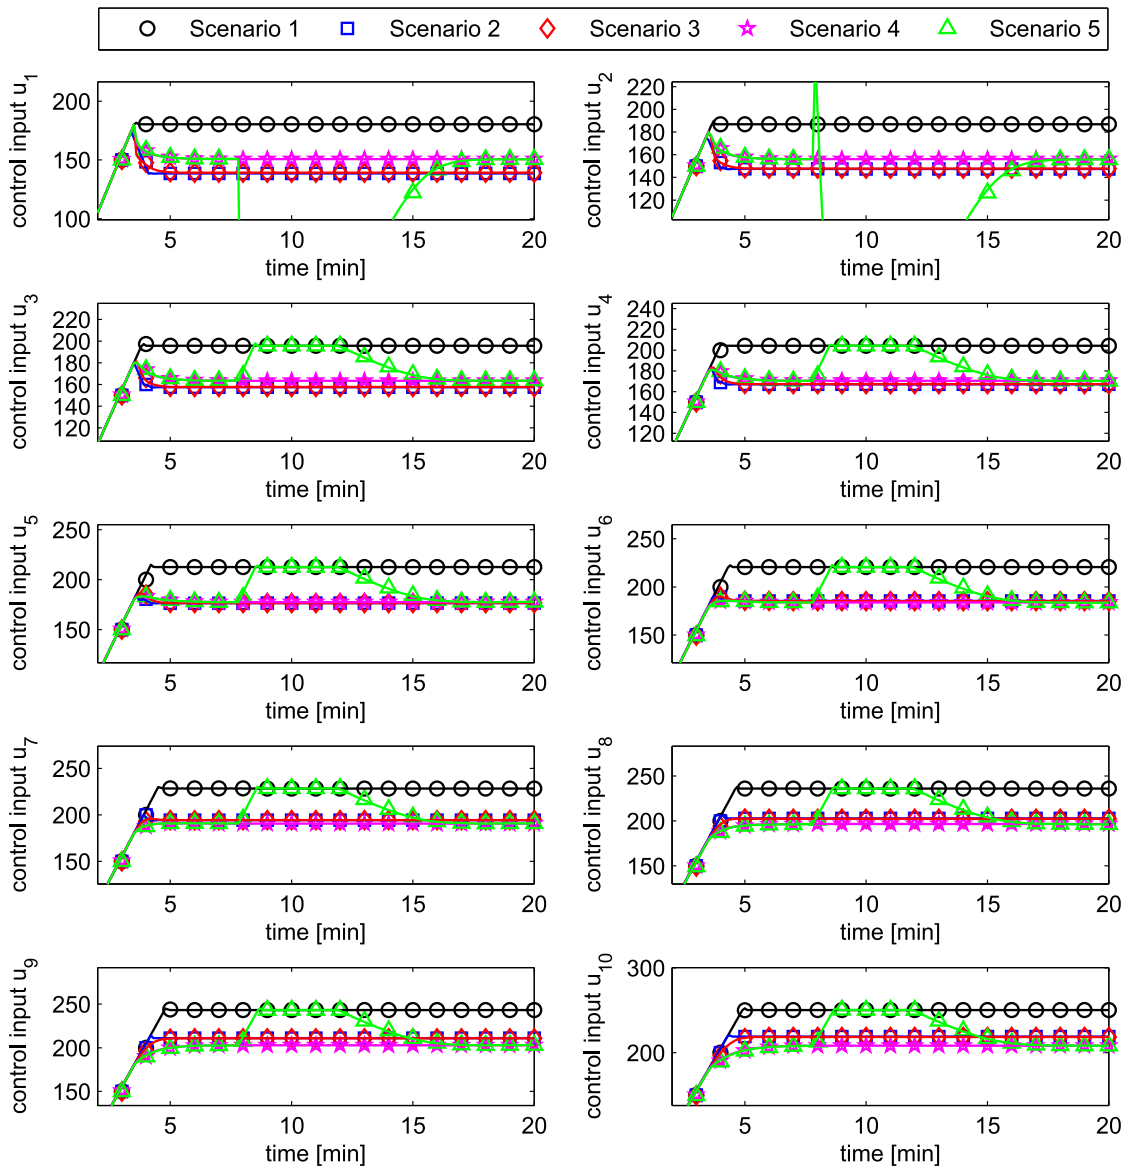 Scenario 1 Scenario 2 Scenario 3 Scenario 4 Scenario 5
control input u1
200
150
100
5 10 15 20
time [min]
control input u2
220
200
180
160
140
120
5 10 15 20
time [min]
control input u3
220
200
180
160
140
120
5 10 15 20
time [min]
control input u4
240
220
200
180
160
140
120
5 10 15 20
time [min]
control input u5
250
200
150
5 10 15 20
time [min]
control input u6
250
200
150
5 10 15 20
time [min]
control input u7
250
200
150
5 10 15 20
time [min]
control input u8
250
200
150
5 10 15 20
time [min]
control input u9
250
200
150
5 10 15 20
time [min]
control input u10
300
200
5 10 15 20
time [min]